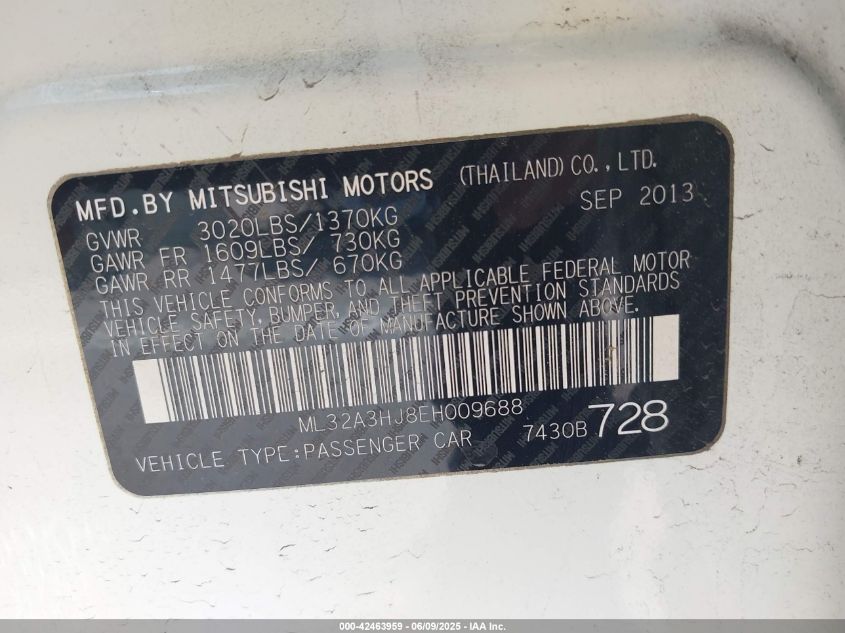 MFD.BY MITSUBISHI MOTORS (THAILAND) CO., LTD.
SEP 2013
GVWR 3020LBS/1370KG
GAWR FR 1609LBS/ 730KG
GAWR RR 1477LBS/ 670KG
THIS VEHICLE CONFORMS TO ALL APPLICABLE FEDERAL MOTOR
VEHICLE SAFETY, BUMPER, AND THEFT PREVENTION STANDARDS
IN EFFECT ON THE DATE OF MANUFACTURE SHOWN ABOVE.
ML32A3HJ8EH009688
VEHICLE TYPE:PASSENGER CAR 7430B 728
000-42463959 | 06/09/2025 - IAA Inc.